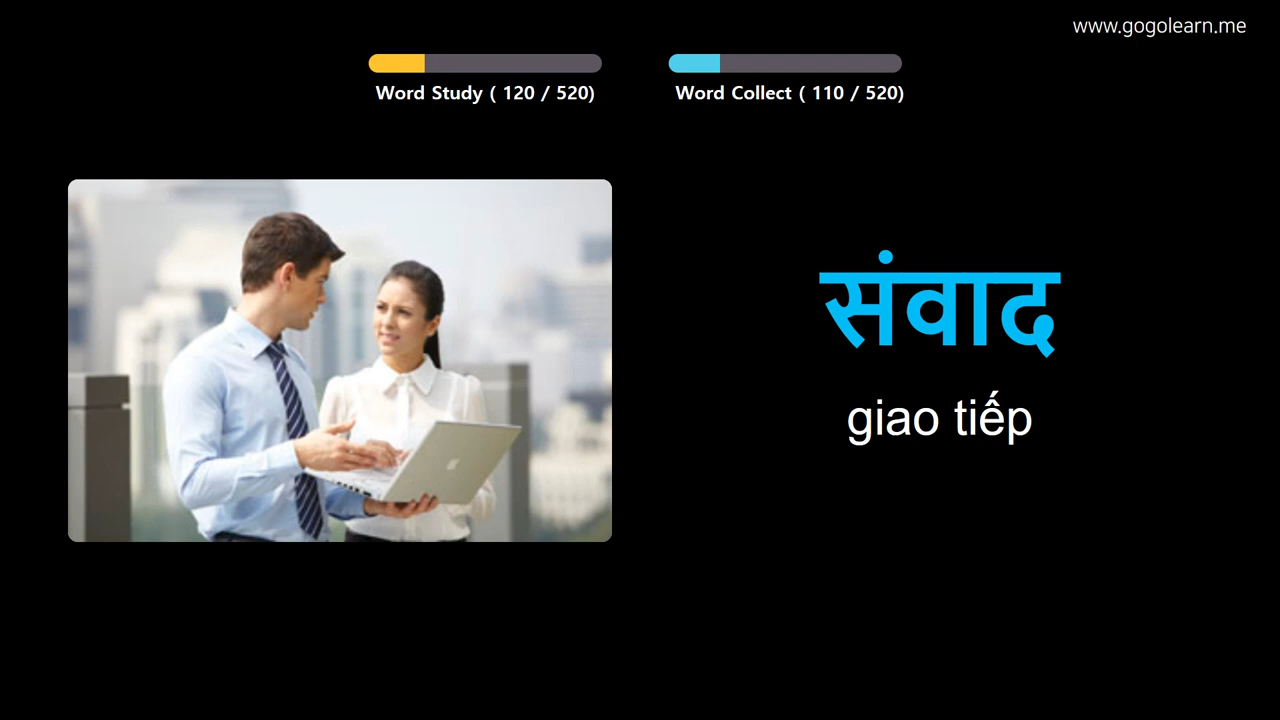 www.gogolearn.me
Word Study ( 120 / 520)
Word Collect ( 110 / 520)
संवाद
giao tiếp